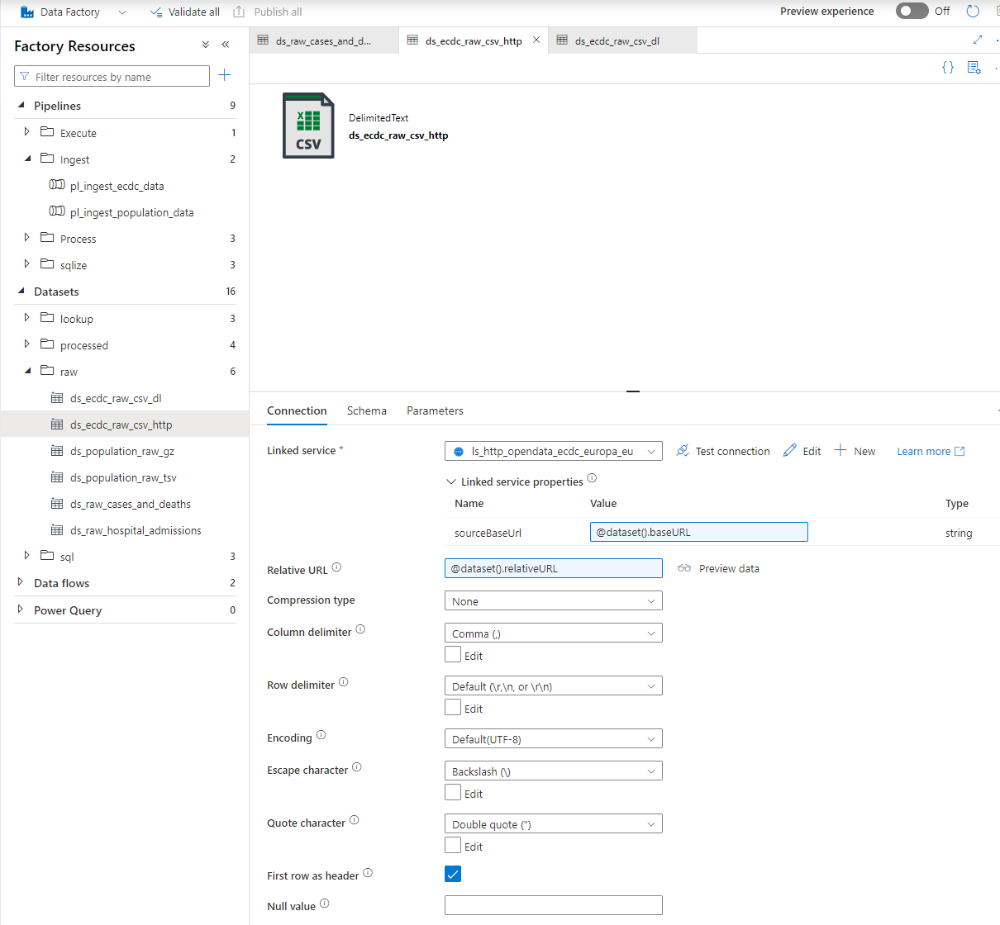 Data Factory
Validate all
Publish all
Preview experience
Off
Factory Resources
Filter resources by name
Pipelines 9
Execute 1
Ingest 2
pl_ingest_ecdc_data
pl_ingest_population_data
Process 3
sqlize 3
Datasets 16
lookup 3
processed 4
raw 6
ds_ecdc_raw_csv_dl
ds_ecdc_raw_csv_http
ds_population_raw_gz
ds_population_raw_tsv
ds_raw_cases_and_deaths
ds_raw_hospital_admissions
sql 3
Data flows 2
Power Query 0
ds_raw_cases_and_d...
ds_ecdc_raw_csv_http
ds_ecdc_raw_csv_dl
X
CSV
DelimitedText
ds_ecdc_raw_csv_http
Connection
Schema
Parameters
Linked service *
ls_http_opendata_ecdc_europa_eu
Test connection
Edit
New
Learn more
Linked service properties
Name Value Type
sourceBaseUrl @dataset().baseURL string
Relative URL
@dataset().relativeURL
Preview data
Compression type
None
Column delimiter
Comma (,)
Edit
Row delimiter
Default (\r,\n, or \r\n)
Edit
Encoding
Default(UTF-8)
Escape character
Backslash (\)
Edit
Quote character
Double quote (")
Edit
First row as header
Null value